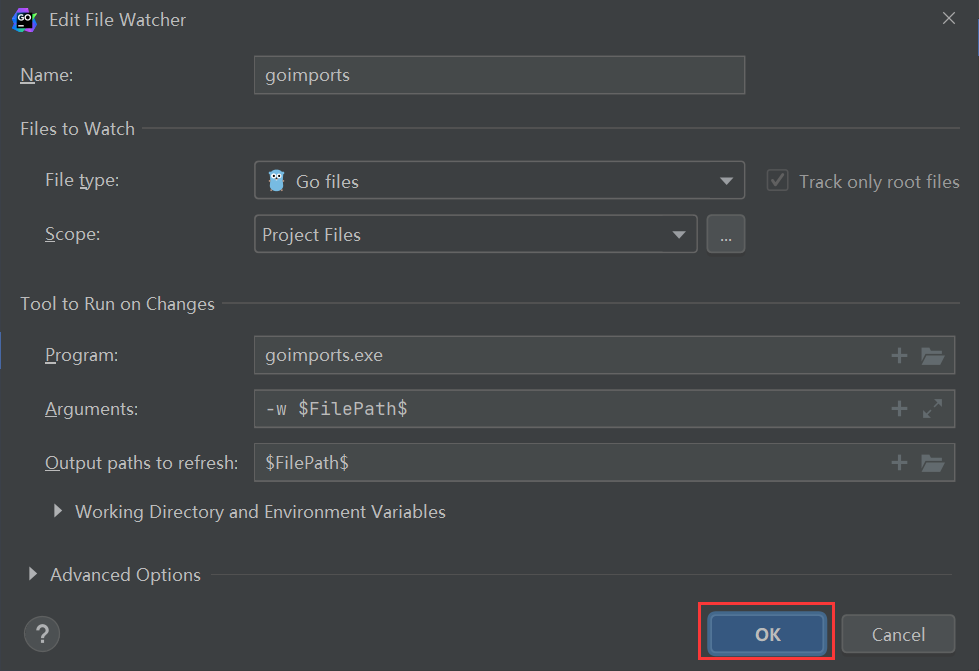 GO Edit File Watcher
Name: goimports
Files to Watch
File type: Go files Track only root files
Scope: Project Files ...
Tool to Run on Changes
Program: goimports.exe
Arguments: -w $FilePath$
Output paths to refresh: $FilePath$
Working Directory and Environment Variables
Advanced Options
? OK Cancel